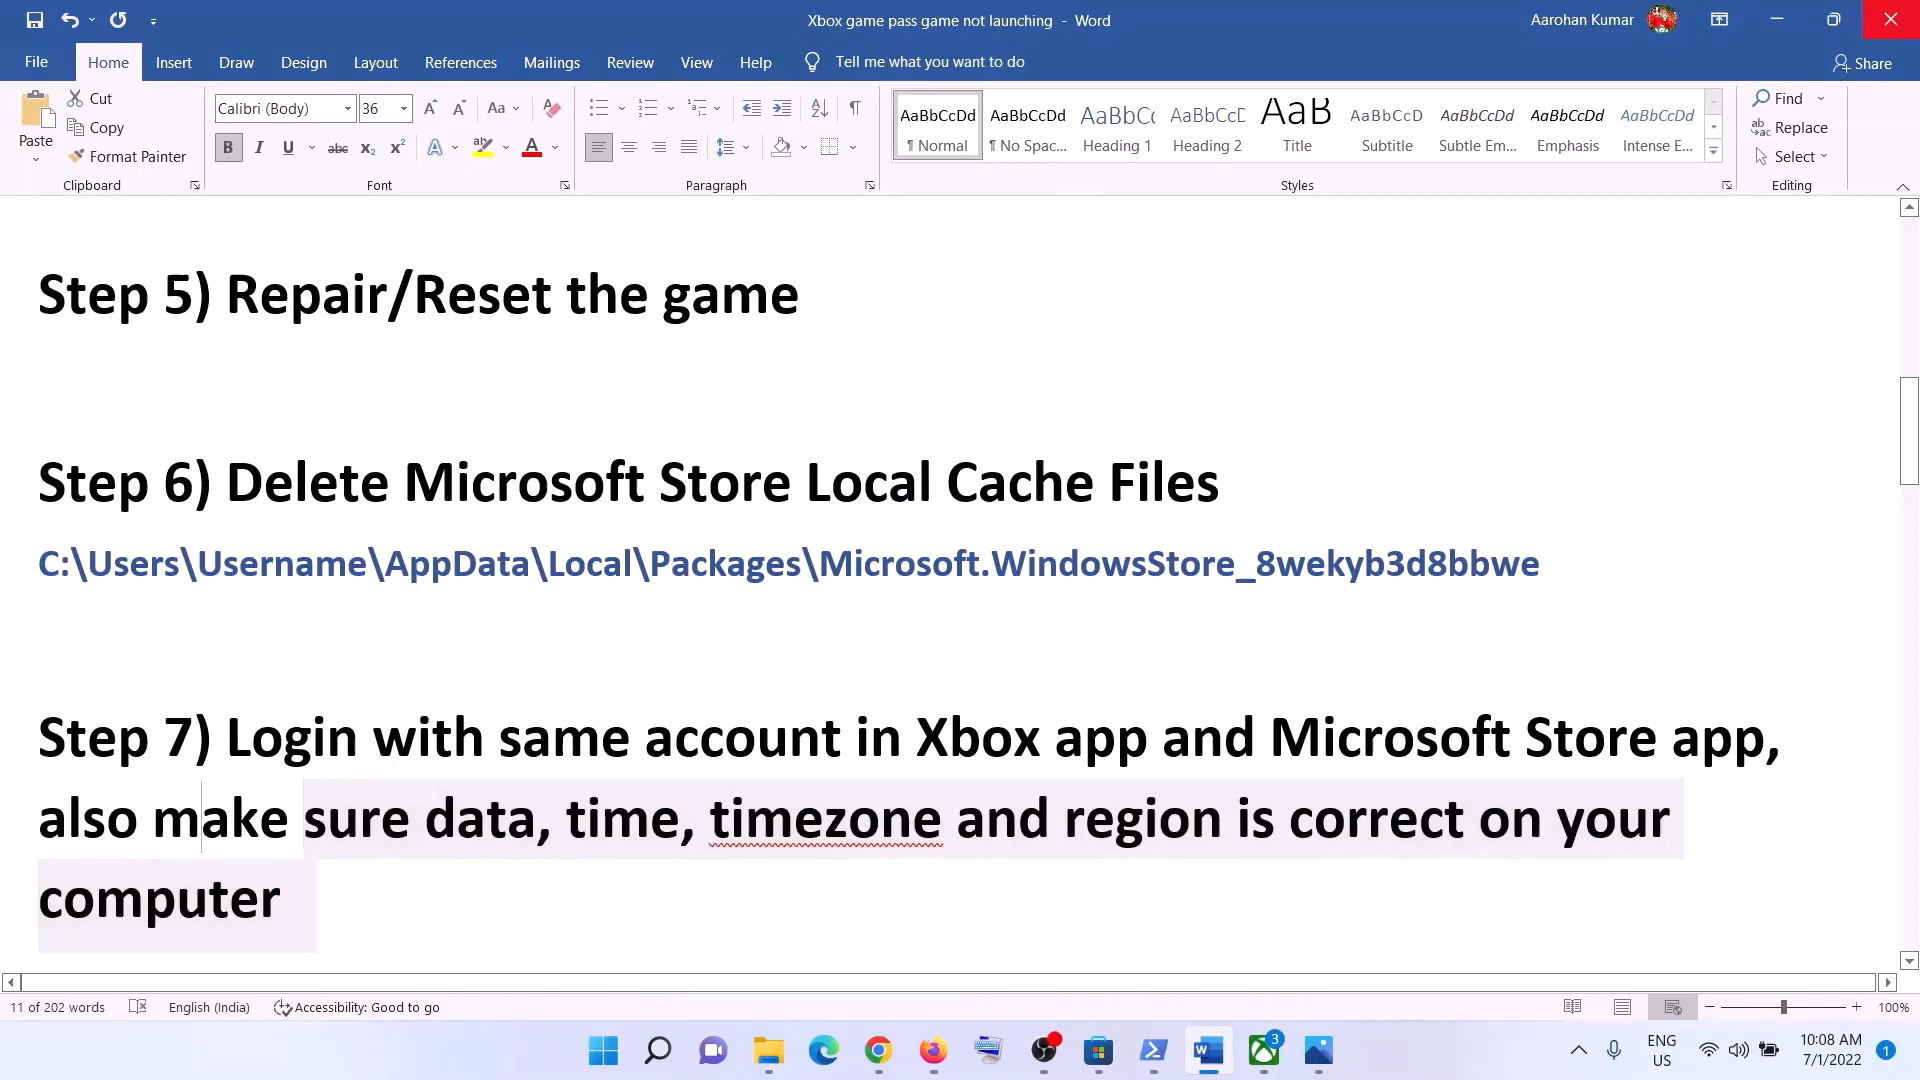 Xbox game pass game not launching - Word
Aarohan Kumar
File Home Insert Draw Design Layout References Mailings Review View Help Tell me what you want to do Share
Paste
Cut
Copy
Format Painter
Clipboard
Calibri (Body) 36
Font
Paragraph
AaBbCcDd AaBbCcDd AaBbCc AaBbCcD AaB AaBbCcD AaBbCcDd AaBbCcDd AaBbCcDd
¶ Normal ¶ No Spac... Heading 1 Heading 2 Title Subtitle Subtle Em... Emphasis Intense E...
Styles
Find
Replace
Select
Editing
Step 5) Repair/Reset the game
Step 6) Delete Microsoft Store Local Cache Files
C:\Users\Username\AppData\Local\Packages\Microsoft.WindowsStore_8wekyb3d8bbwe
Step 7) Login with same account in Xbox app and Microsoft Store app,
also make sure data, time, timezone and region is correct on your
computer
11 of 202 words English (India) Accessibility: Good to go 100%
3
ENG
US
10:08 AM
7/1/2022
1